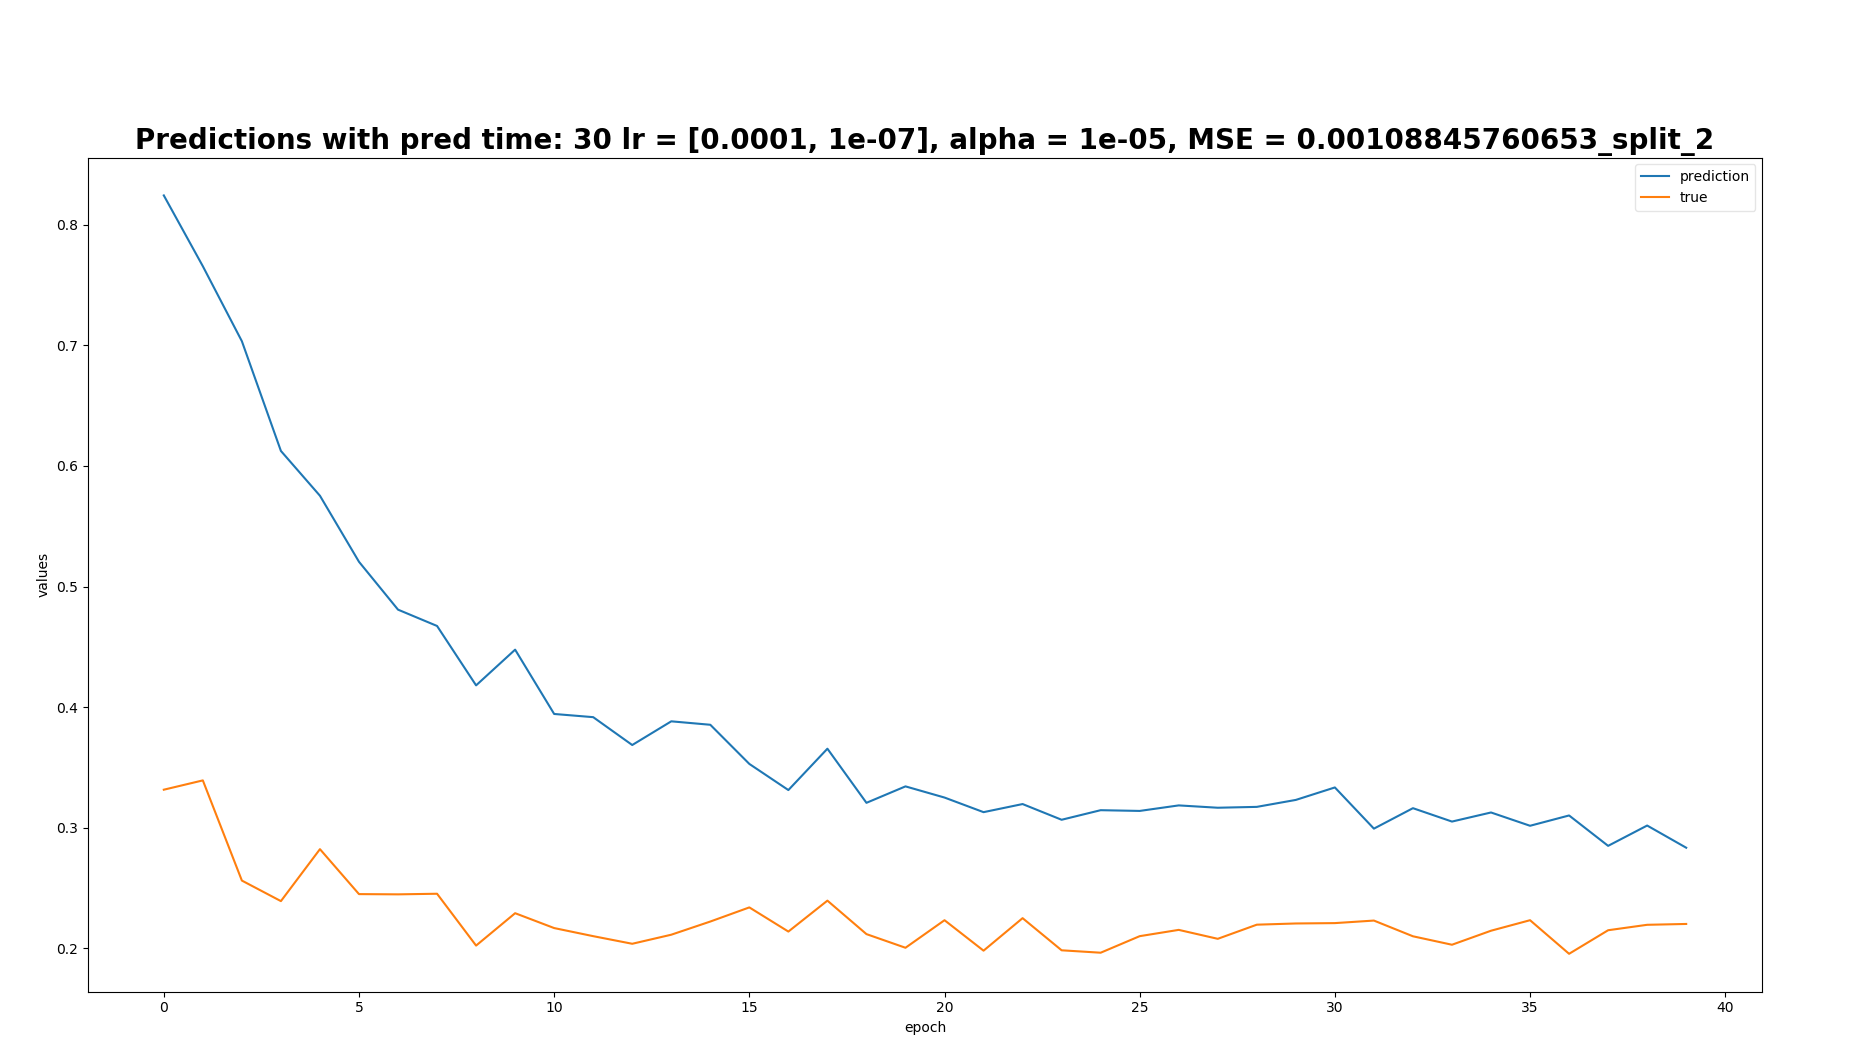 Predictions with pred time: 30 lr = [0.0001, 1e-07], alpha = 1e-05, MSE = 0.00108845760653_split_2
prediction
true
0.8
0.7
0.6
0.5
0.4
0.3
0.2
values
0 5 10 15 20 25 30 35 40
epoch